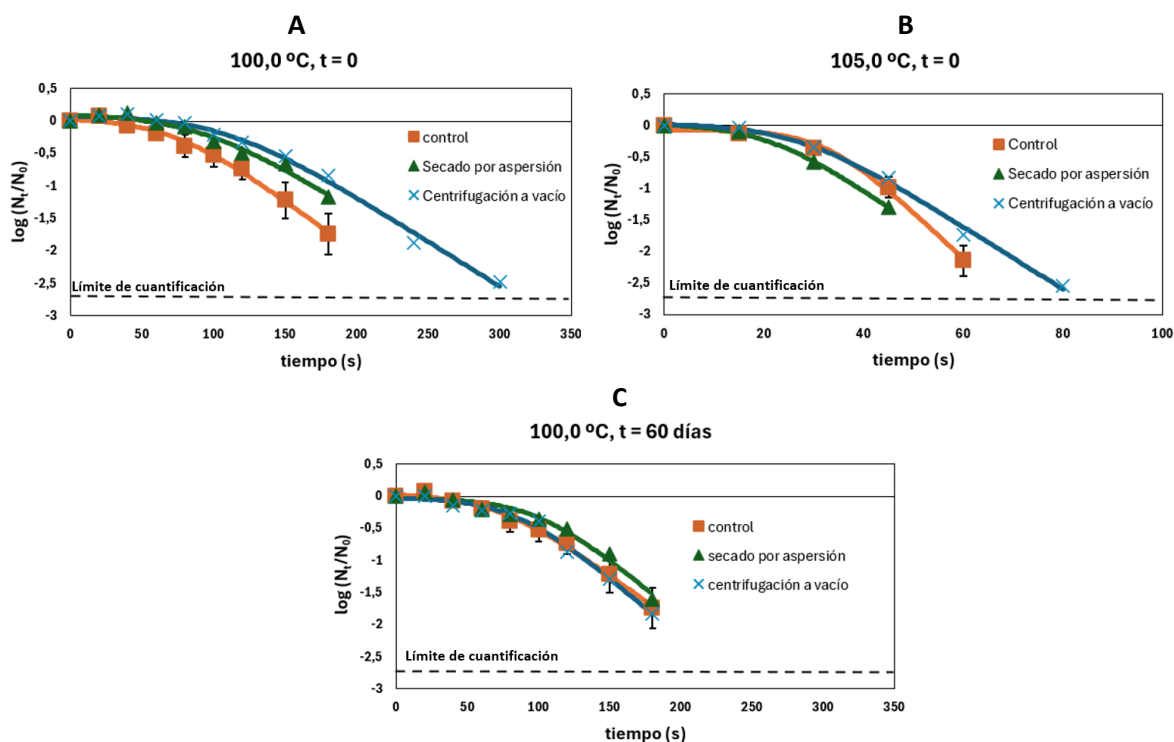 A
100,0 ºC, t = 0
0,5
0
-0,5
-1
-1,5
-2
-2,5
-3
log (Nt/N0)
control
Secado por aspersión
Centrifugación a vacío
Límite de cuantificación
0 50 100 150 200 250 300 350
tiempo (s)
B
105,0 ºC, t = 0
0,5
0
-0,5
-1
-1,5
-2
-2,5
-3
log (Nt/N0)
Control
Secado por aspersión
Centrifugación a vacío
Límite de cuantificación
0 20 40 60 80 100
tiempo (s)
C
100,0 ºC, t = 60 días
0,5
0
-0,5
-1
-1,5
-2
-2,5
-3
log (Nt/N0)
control
secado por aspersión
centrifugación a vacío
Límite de cuantificación
0 50 100 150 200 250 300 350
tiempo (s)